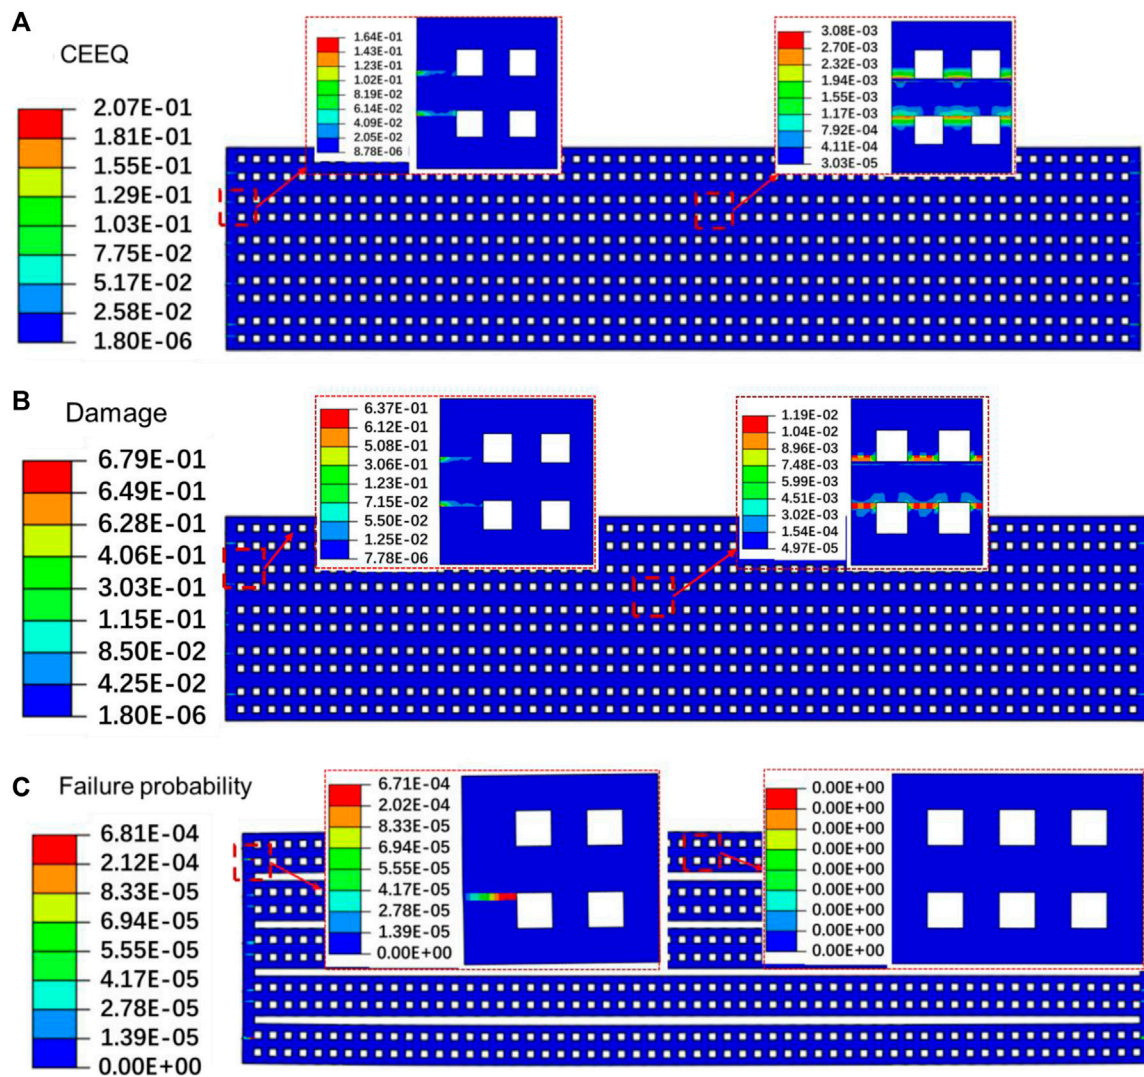 A
CEEQ
2.07E-01
1.81E-01
1.55E-01
1.29E-01
1.03E-01
7.75E-02
5.17E-02
2.58E-02
1.80E-06
1.64E-01
1.43E-01
1.23E-01
1.02E-01
8.19E-02
6.14E-02
4.09E-02
2.05E-02
8.78E-06
3.08E-03
2.70E-03
2.32E-03
1.94E-03
1.55E-03
1.17E-03
7.92E-04
4.11E-04
3.03E-05
B
Damage
6.79E-01
6.49E-01
6.28E-01
4.06E-01
3.03E-01
1.15E-01
8.50E-02
4.25E-02
1.80E-06
6.37E-01
6.12E-01
5.08E-01
3.06E-01
1.23E-01
7.15E-02
5.50E-02
1.25E-02
7.78E-06
1.19E-02
1.04E-02
8.96E-03
7.48E-03
5.99E-03
4.51E-03
3.02E-03
1.54E-04
4.97E-05
C
Failure probability
6.81E-04
2.12E-04
8.33E-05
6.94E-05
5.55E-05
4.17E-05
2.78E-05
1.39E-05
0.00E+00
6.71E-04
2.02E-04
8.33E-05
6.94E-05
5.55E-05
4.17E-05
2.78E-05
1.39E-05
0.00E+00
0.00E+00
0.00E+00
0.00E+00
0.00E+00
0.00E+00
0.00E+00
0.00E+00
0.00E+00
0.00E+00